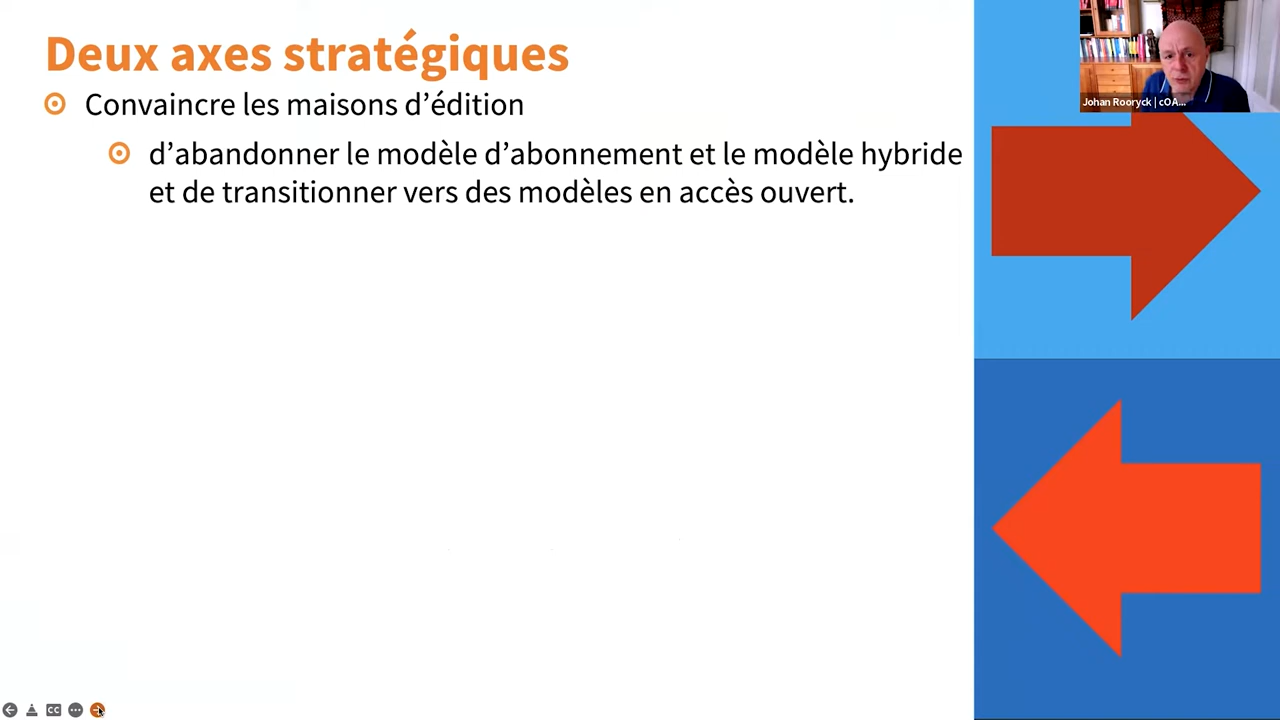 Deux axes stratégiques
Convaincre les maisons d’édition
d’abandonner le modèle d’abonnement et le modèle hybride
et de transitionner vers des modèles en accès ouvert.
Johan Rooryck | cOA...
CC